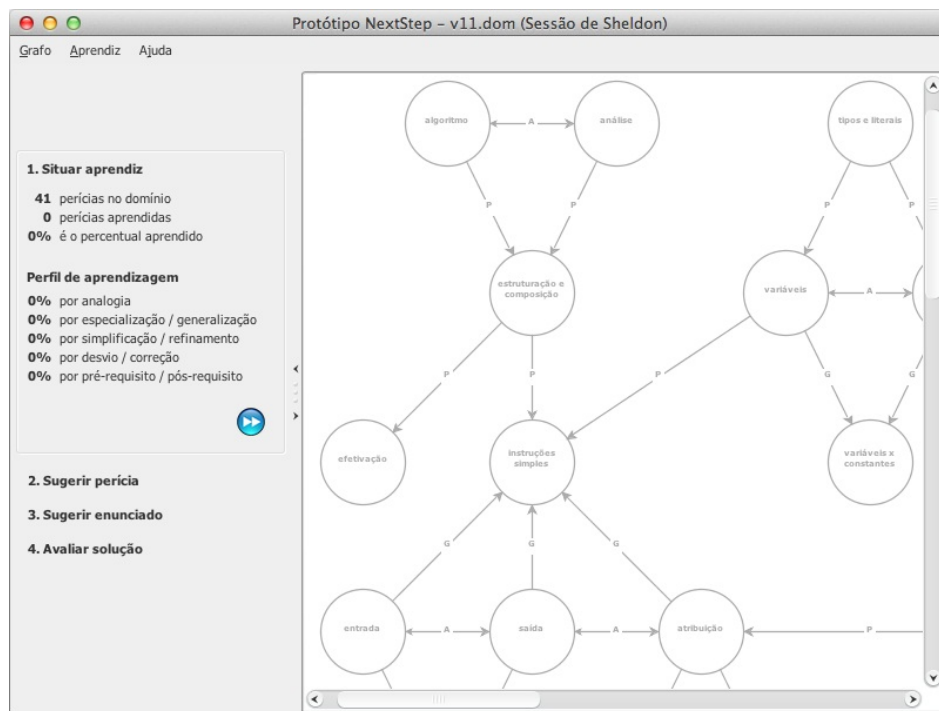 Protótipo NextStep – v11.dom (Sessão de Sheldon)
Grafo Aprendiz Ajuda
1. Situar aprendiz
41 perícias no domínio
0 perícias aprendidas
0% é o percentual aprendido
Perfil de aprendizagem
0% por analogia
0% por especialização / generalização
0% por simplificação / refinamento
0% por desvio / correção
0% por pré-requisito / pós-requisito
2. Sugerir perícia
3. Sugerir enunciado
4. Avaliar solução
algoritmo
A
análise
tipos e literais
P
P
P
P
estruturação e
composição
variáveis
A
P
P
P
G
G
efetivação
instruções
simples
variáveis x
constantes
G
G
G
entrada
A
saída
A
atribuição
P